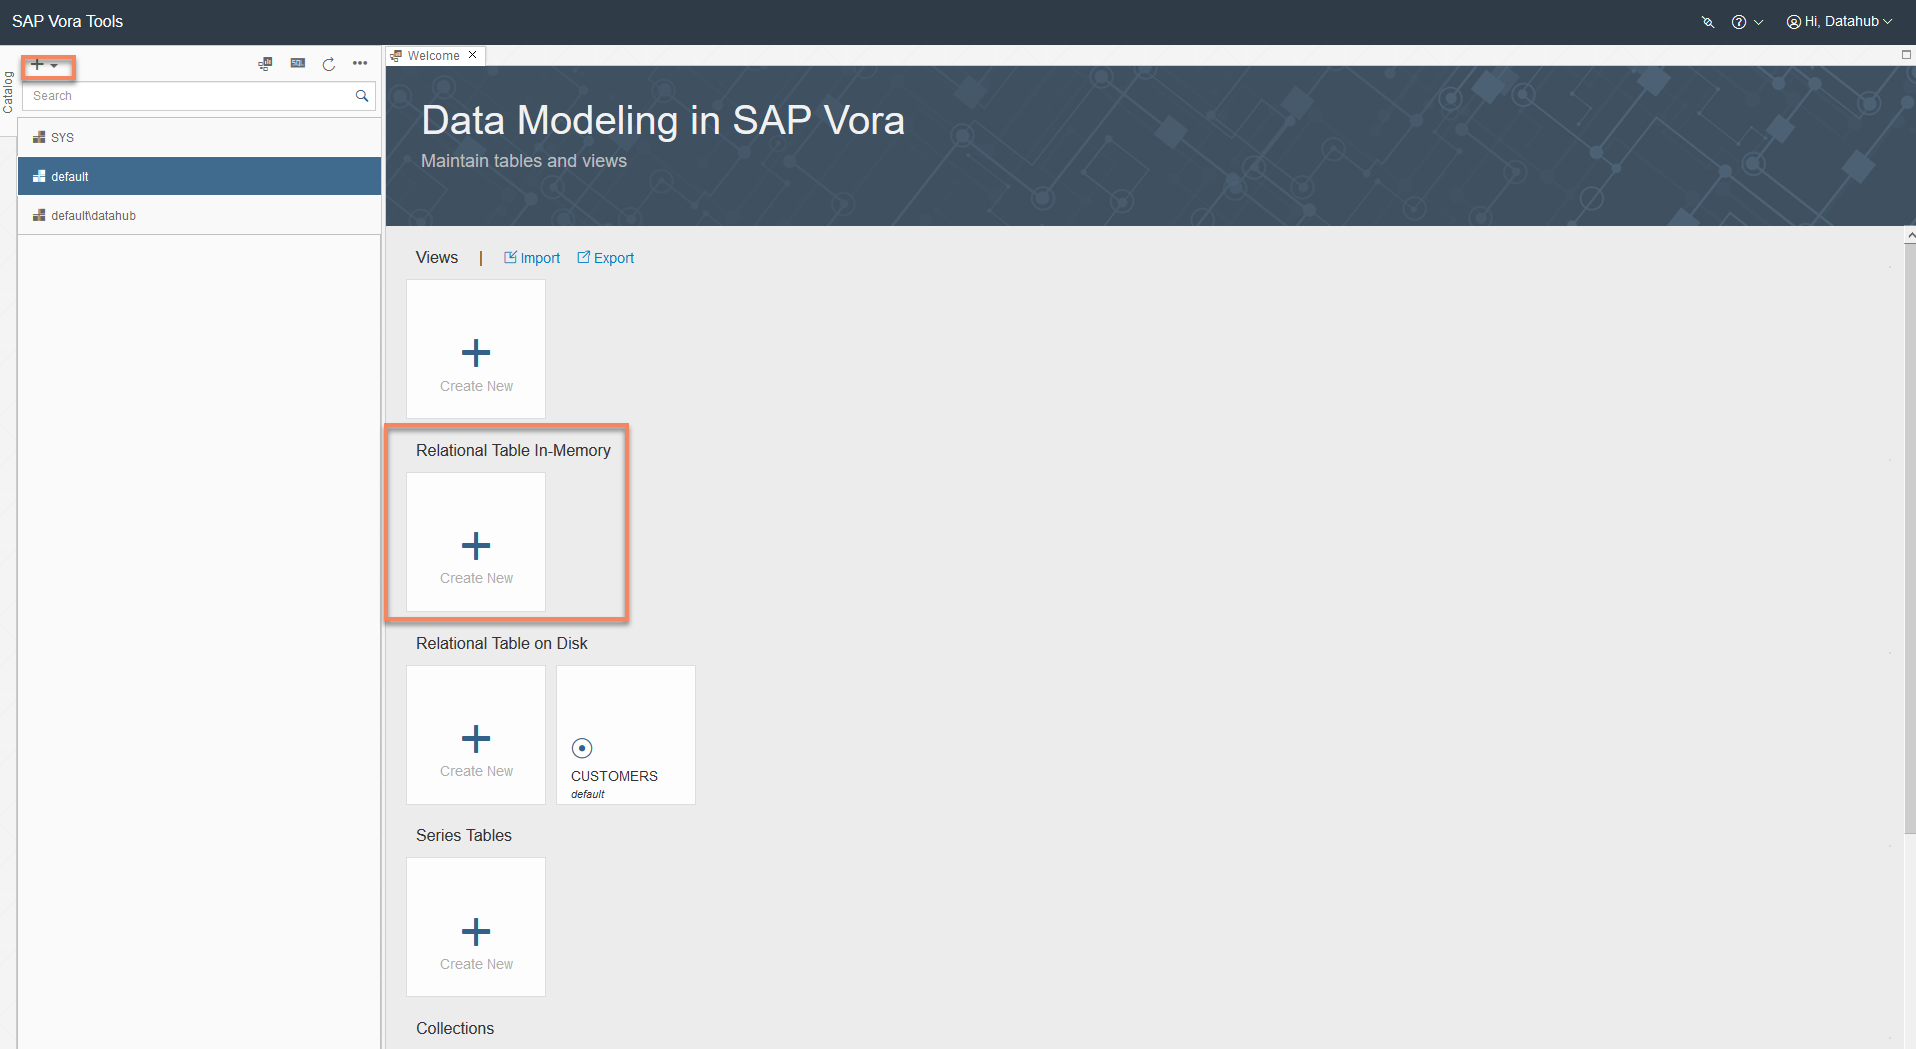 SAP Vora Tools
Hi, Datahub
Catalog
SQL
Search
SYS
default
default\datahub
Welcome
Data Modeling in SAP Vora
Maintain tables and views
Views | Import Export
Create New
Relational Table In-Memory
Create New
Relational Table on Disk
Create New
CUSTOMERS
default
Series Tables
Create New
Collections